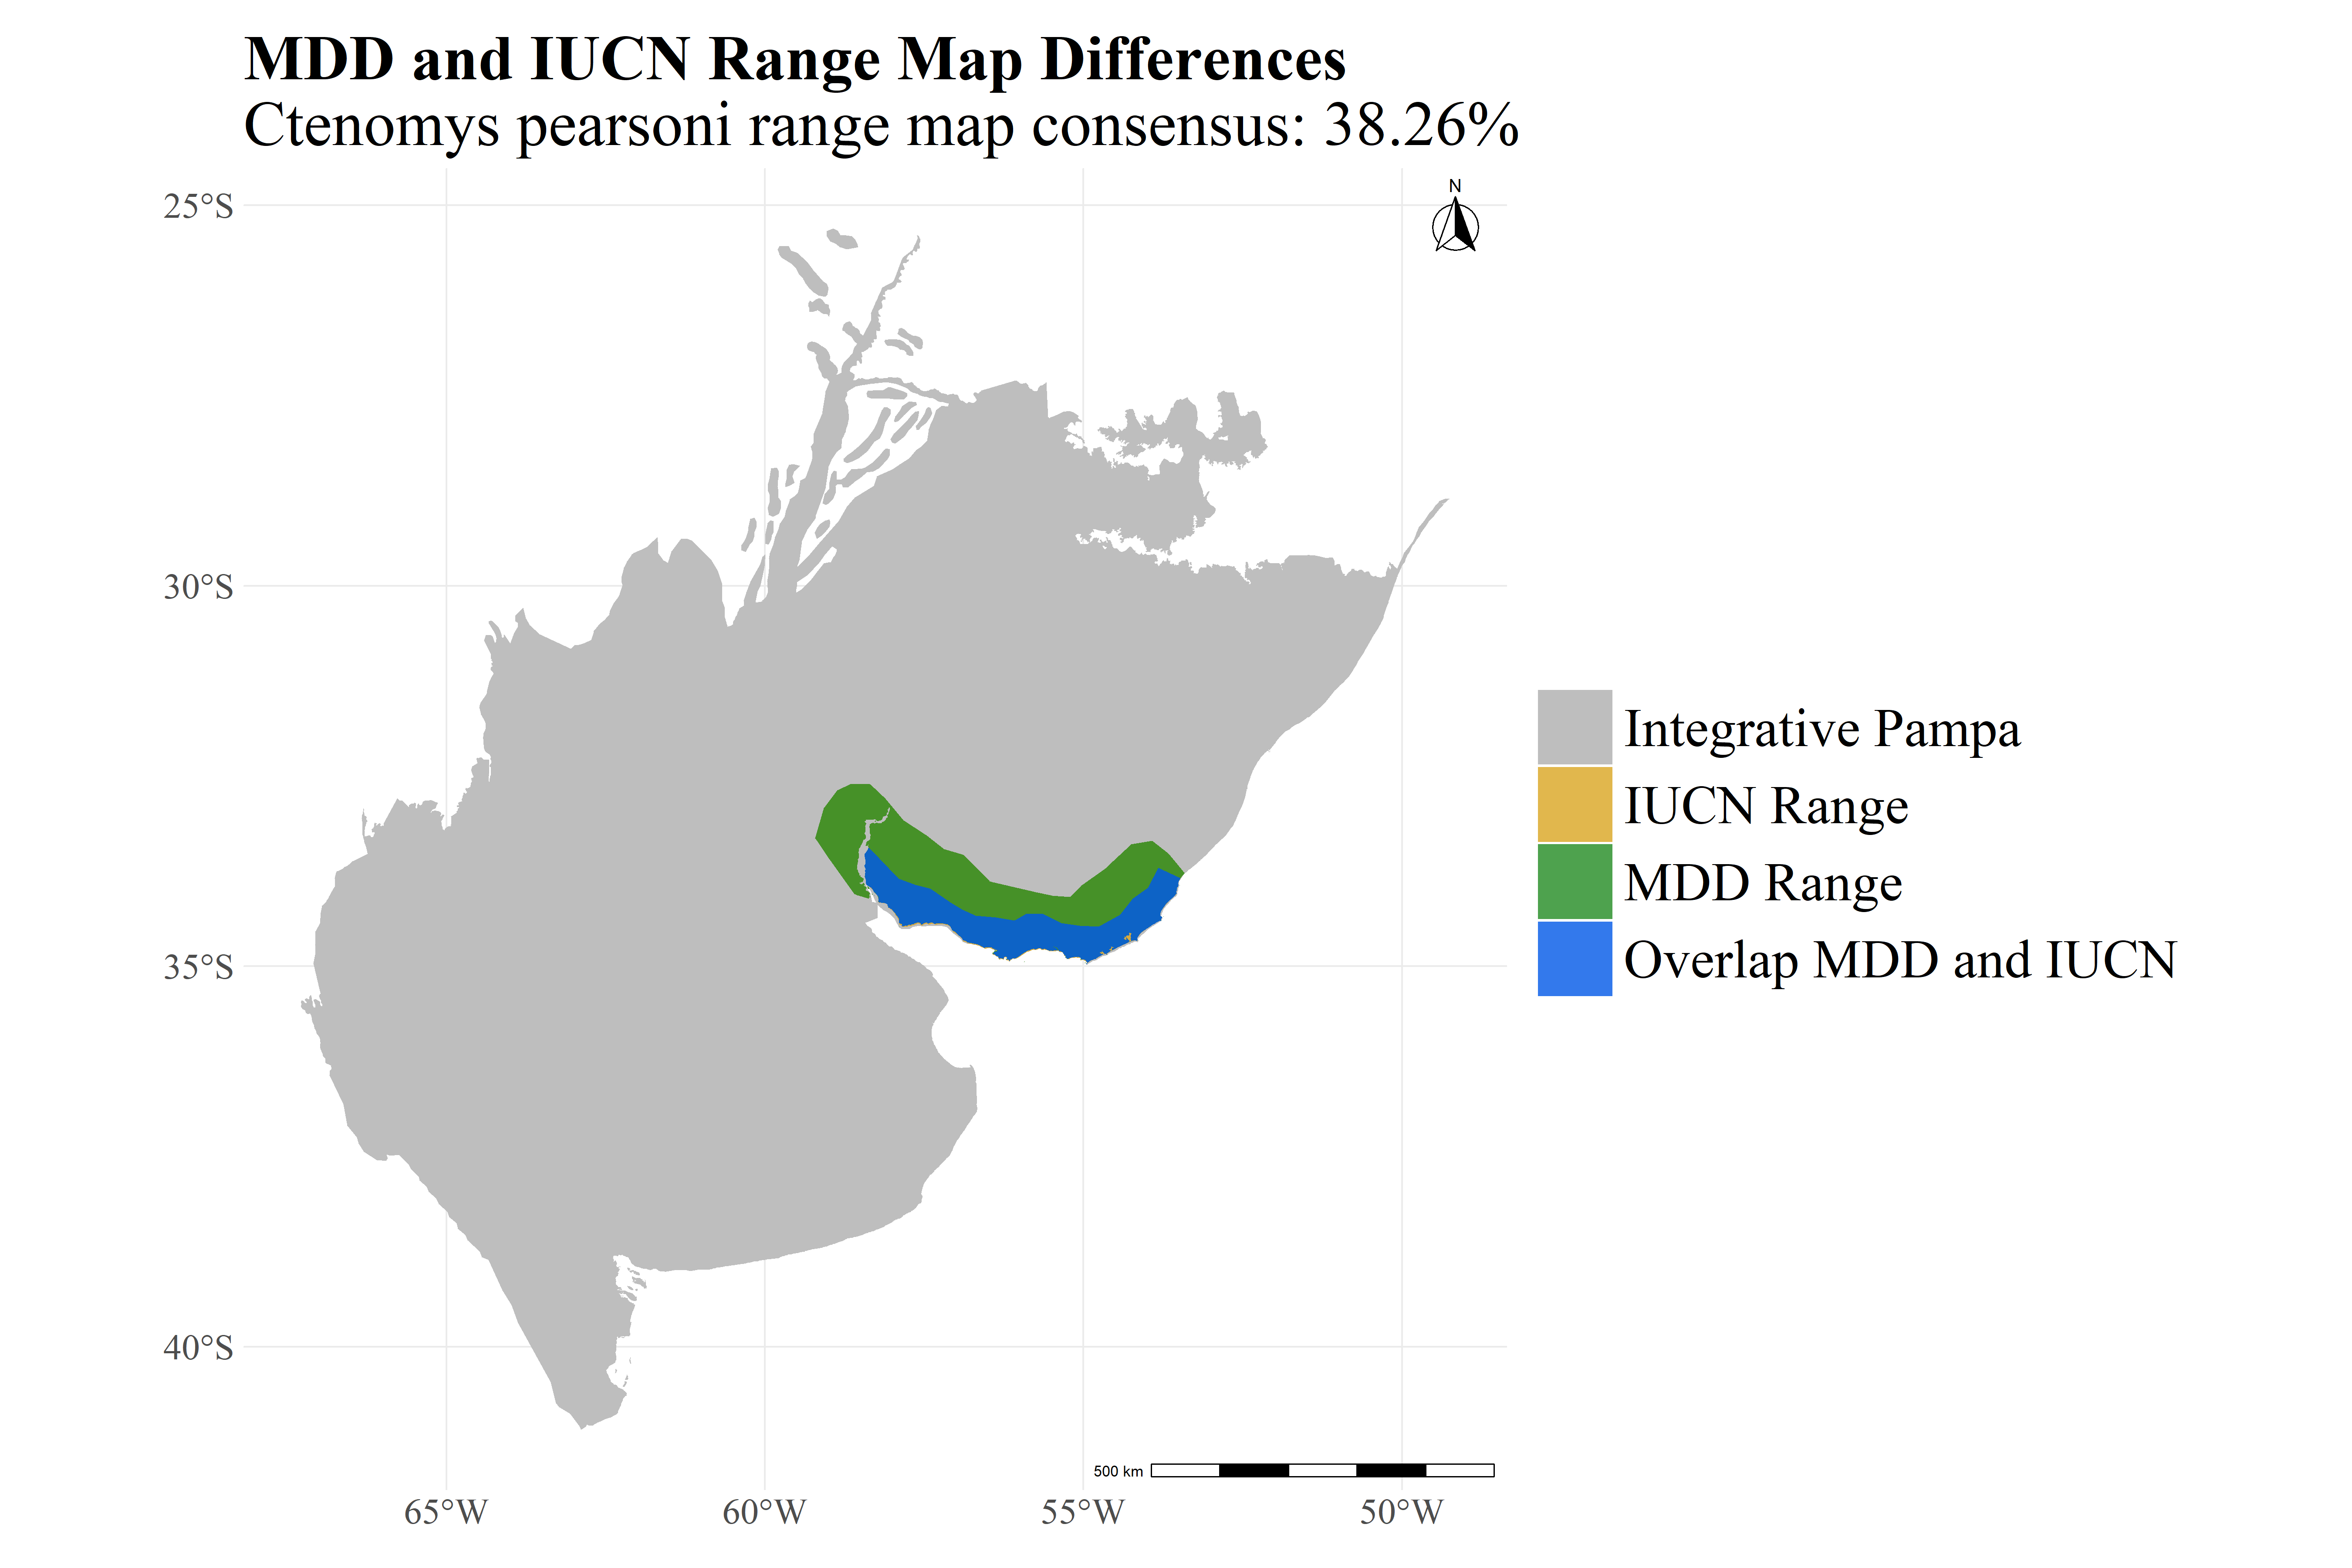 MDD and IUCN Range Map Differences
Ctenomys pearsoni range map consensus: 38.26%
25°S
N
30°S
Integrative Pampa
IUCN Range
MDD Range
Overlap MDD and IUCN
35°S
40°S
500 km
65°W 60°W 55°W 50°W